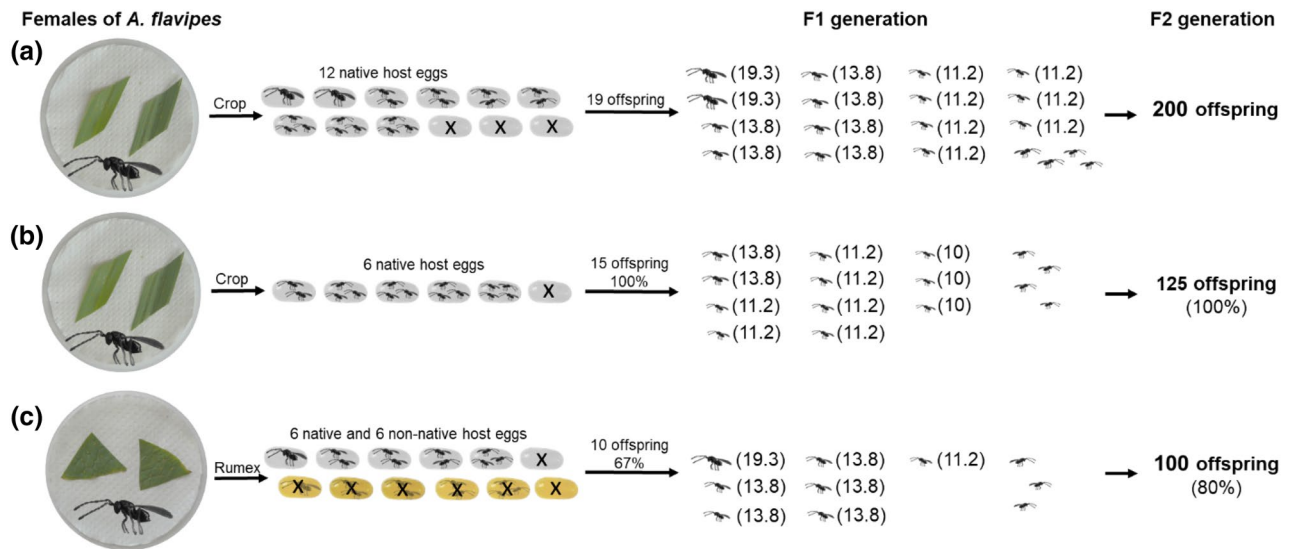 Females of A. flavipes
F1 generation
F2 generation
(a)
Crop
12 native host eggs
X X X
19 offspring
(19.3) (13.8) (11.2) (11.2)
(19.3) (13.8) (11.2) (11.2)
(13.8) (13.8) (11.2) (11.2)
(13.8) (13.8) (11.2)
200 offspring
(b)
Crop
6 native host eggs
X
15 offspring
100%
(13.8) (11.2) (10)
(13.8) (11.2) (10)
(11.2) (11.2) (10)
(11.2) (11.2)
125 offspring
(100%)
(c)
Rumex
6 native and 6 non-native host eggs
X
X X X X X X
10 offspring
67%
(19.3) (13.8) (11.2)
(13.8) (13.8)
(13.8) (13.8)
100 offspring
(80%)